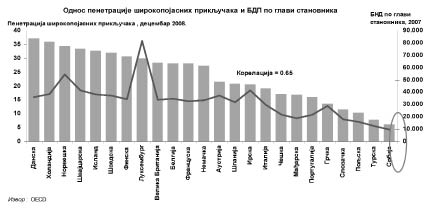 Однос пенетрације широкопојасних прикључака и БДП по глави становника
Пенетрација широкопојасних прикључака , децембар 2008.
БНД по глави
становника, 2007
40
35
30
25
20
15
10
5
0
90.000
80.000
70.000
60.000
50.000
40.000
30.000
20.000
10.000
0
Корелација = 0.65
Данска
Холандија
Норвешка
Швајцарска
Исланд
Шведска
Финска
Луксембург
Велика Британија
Белгија
Француска
Немачка
Аустрија
Шпанија
Ирска
Италија
Чешка
Мађарска
Португалија
Грчка
Словачка
Пољска
Турска
Србија
Извор OECD